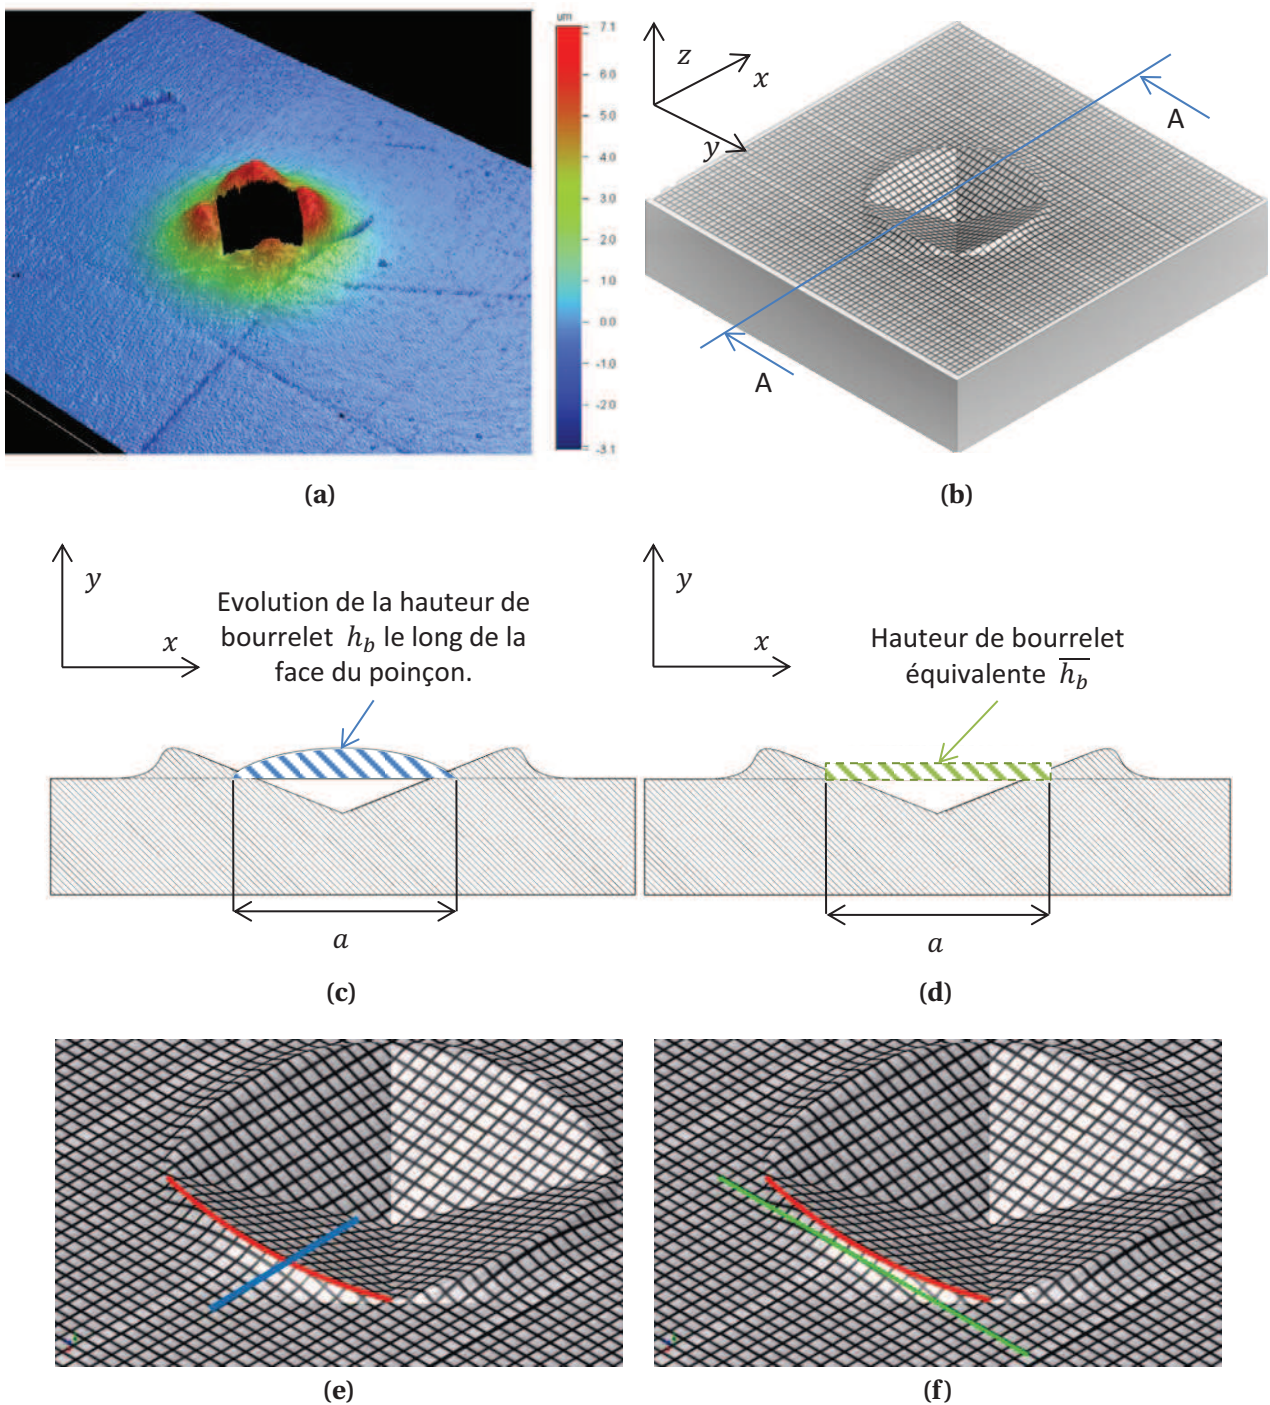 um
7.1
6.0
5.0
4.0
3.0
2.0
1.0
0.0
-1.0
-2.0
-3.1
(a)
z
x
y
A
A
(b)
y
x
Evolution de la hauteur de
bourrelet h_b le long de la
face du poinçon.
a
(c)
y
x
Hauteur de bourrelet
équivalente \overline{h_b}
a
(d)
(e)
(f)